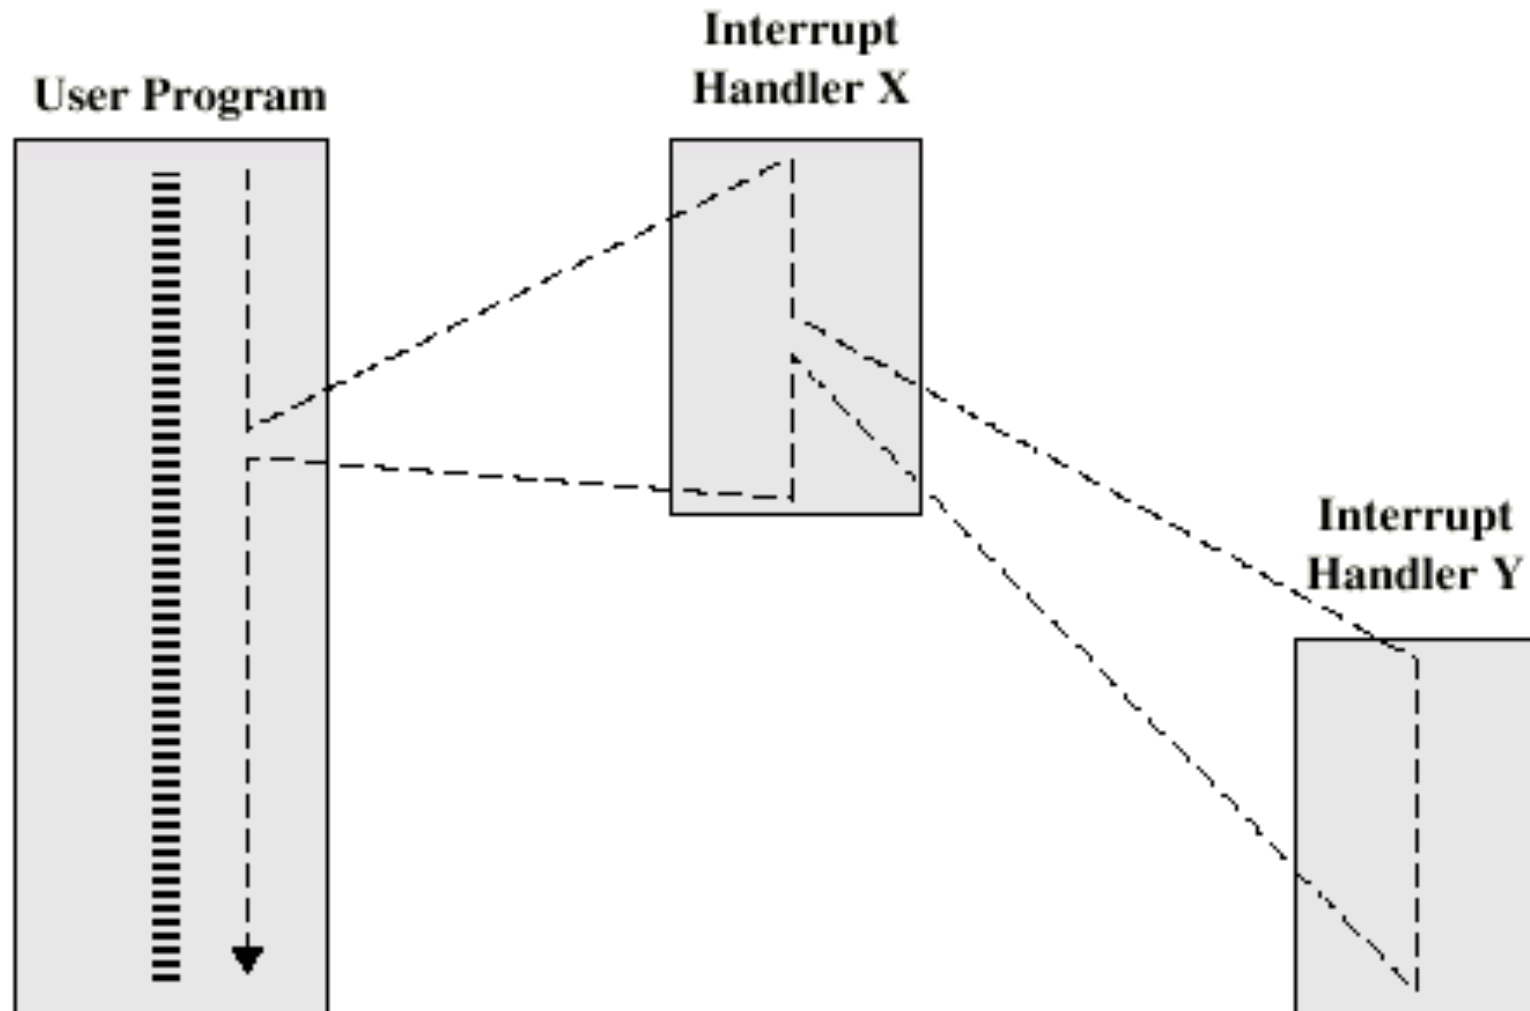 User Program
Interrupt
Handler X
Interrupt
Handler Y